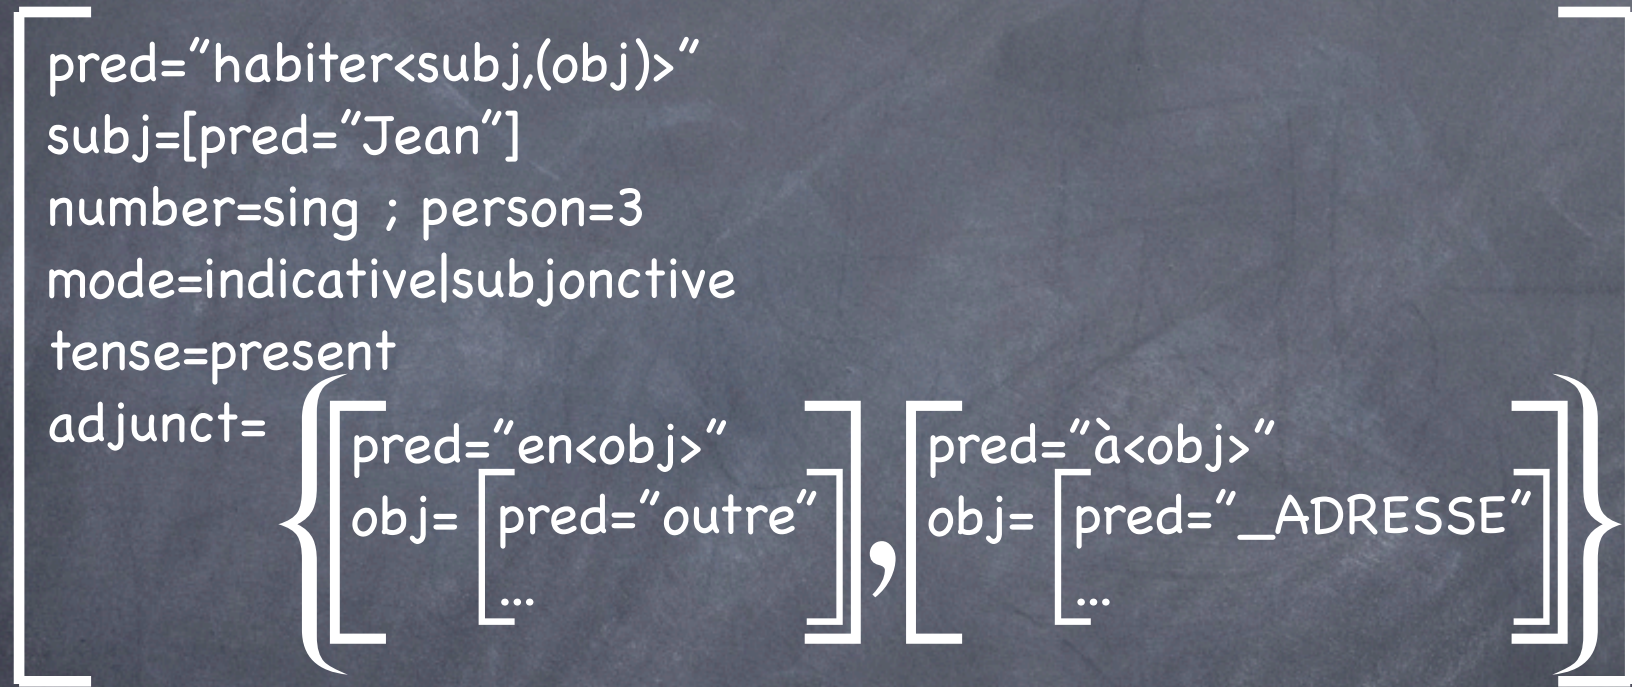 pred="habiter<subj,(obj)>"
subj=[pred="Jean"]
number=sing ; person=3
mode=indicative|subjonctive
tense=present
adjunct={[pred="en<obj>" , [pred="à<obj>"
obj=[pred="outre" obj=[pred="_ADRESSE"
...]] ...]]}